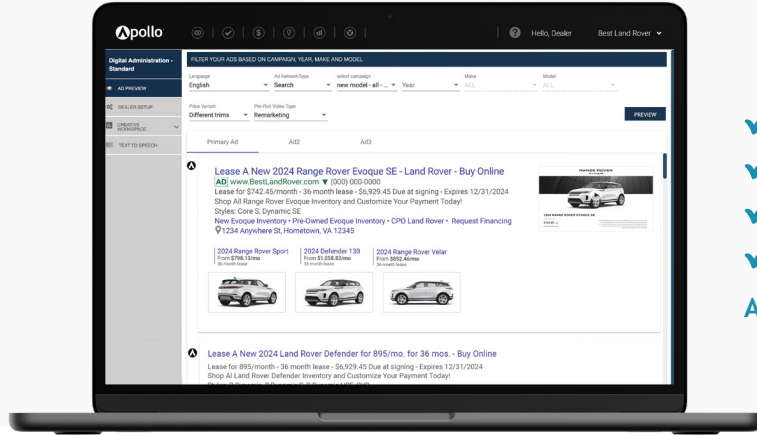 Apollo
Hello, Dealer
Best Land Rover
Digital Administration - Standard
AD PREVIEW
DEALER SETUP
CREATIVE WORKSPACE
TEXT TO SPEECH
FILTER YOUR ADS BASED ON CAMPAIGN, YEAR, MAKE AND MODEL
Language
Ad NetworkType
select campaign
Make
Model
English
Search
new model - all - ...
Year
ALL
ALL
Price Variant
Pre-Roll Video Type
Different trims
Remarketing
PREVIEW
Primary Ad
Ad2
Ad3
Lease A New 2024 Range Rover Evoque SE - Land Rover - Buy Online
AD www.BestLandRover.com ▼ (000) 000-0000
Lease for $742.45/month - 36 month lease - $6,929.45 Due at signing - Expires 12/31/2024
Shop All Range Rover Evoque Inventory and Customize Your Payment Today!
Styles: Core S, Dynamic SE
New Evoque Inventory • Pre-Owned Evoque Inventory • CPO Land Rover • Request Financing
1234 Anywhere St, Hometown, VA 12345
RANGE ROVER
2024 RANGE ROVER EVOQUE SE
2024 Range Rover Sport
From $798.13/mo
36 month lease
2024 Defender 130
From $1,058.83/mo
2024 Range Rover Velar
From $852.46/mo
36 month lease
Lease A New 2024 Land Rover Defender for 895/mo. for 36 mos. - Buy Online
Lease for 895/month - 36 month lease - $6,929.45 Due at signing - Expires 12/31/2024
Shop Al Land Rover Defender Inventory and Customize Your Payment Today!
A